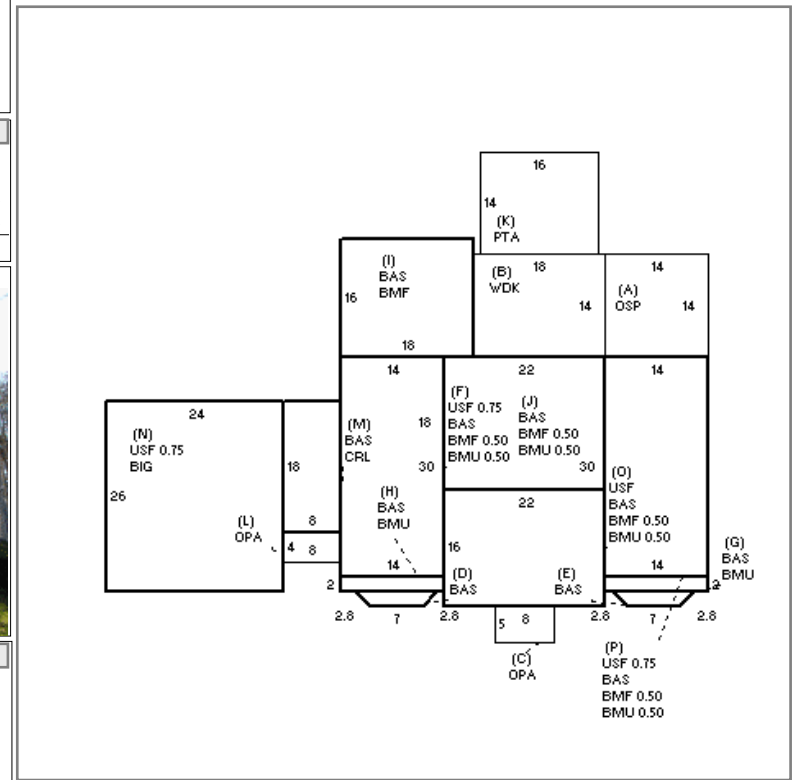 16
14
(K)
PTA
(I)
BAS
BMF
16
18
(B)
WDK
18
14
14
(A)
OSP
14
14
22
14
24
(N)
USF 0.75
BIG
26
18
8
(M)
BAS
CRL
18
30
(F)
USF 0.75
BAS
BMF 0.50
BMU 0.50
(J)
BAS
BMF 0.50
BMU 0.50
30
(H)
BAS
BMU
(O)
USF
BAS
BMF 0.50
BMU 0.50
22
(L)
OPA
4
8
16
14
14
(G)
BAS
BMU
2
(D)
BAS
(E)
BAS
2
2.8
7
2.8
5
8
2.8
7
2.8
(C)
OPA
(P)
USF 0.75
BAS
BMF 0.50
BMU 0.50